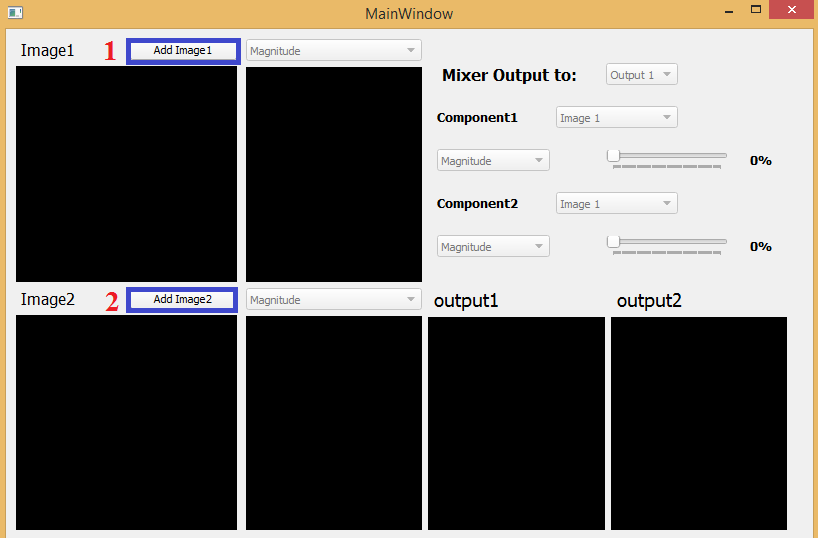 MainWindow
Image1 1 Add Image1 Magnitude
Mixer Output to: Output 1
Component1 Image 1
Magnitude 0%
Component2 Image 1
Magnitude 0%
Image2 2 Add Image2 Magnitude output1 output2